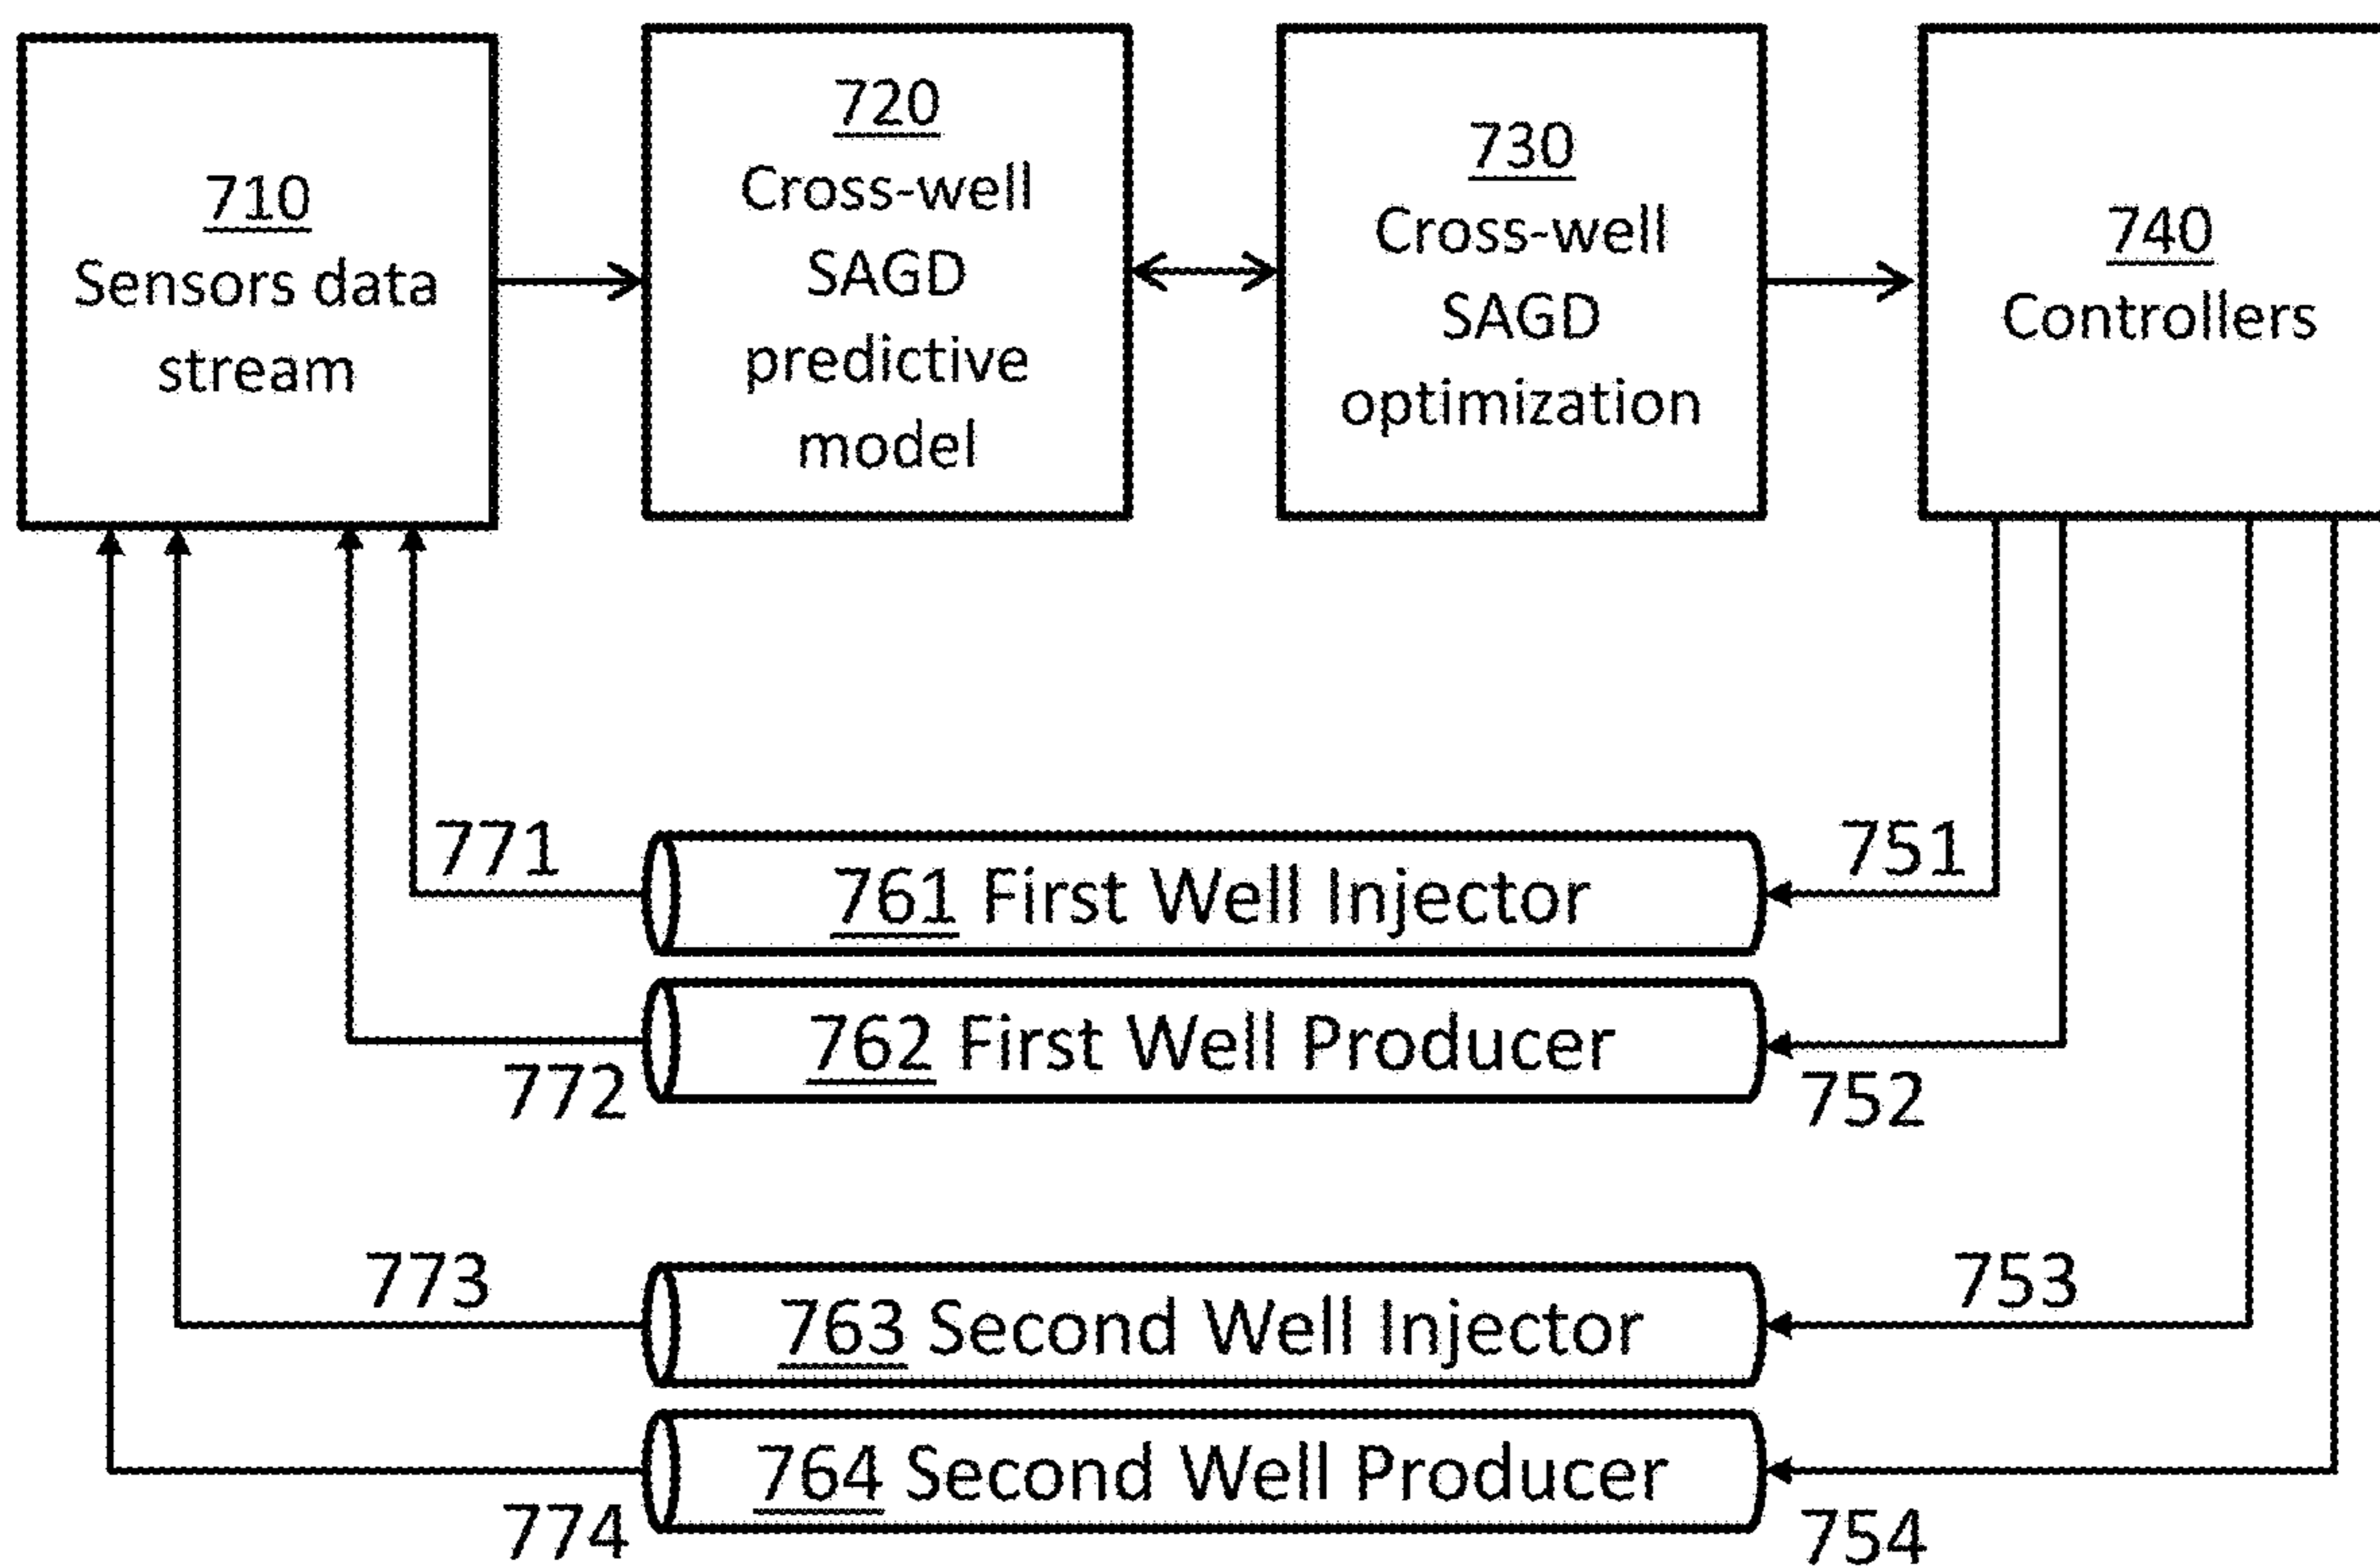 710
Sensors data
stream
720
Cross-well
SAGD
predictive
model
730
Cross-well
SAGD
optimization
740
Controllers
771
761 First Well Injector
751
762 First Well Producer
772
752
773
763 Second Well Injector
753
764 Second Well Producer
774
754